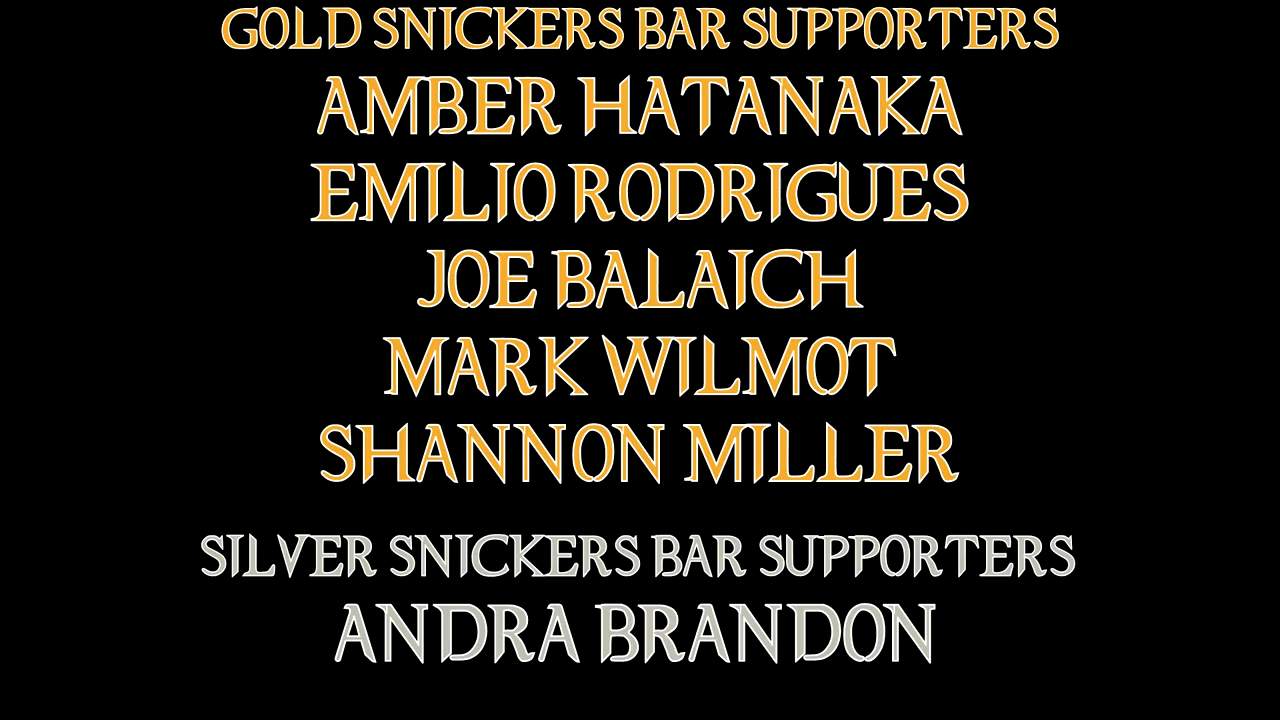 GOLD SNICKERS BAR SUPPORTERS
AMBER HATANAKA
EMILIO RODRIGUES
JOE BALAICH
MARK WILMOT
SHANNON MILLER
SILVER SNICKERS BAR SUPPORTERS
ANDRA BRANDON